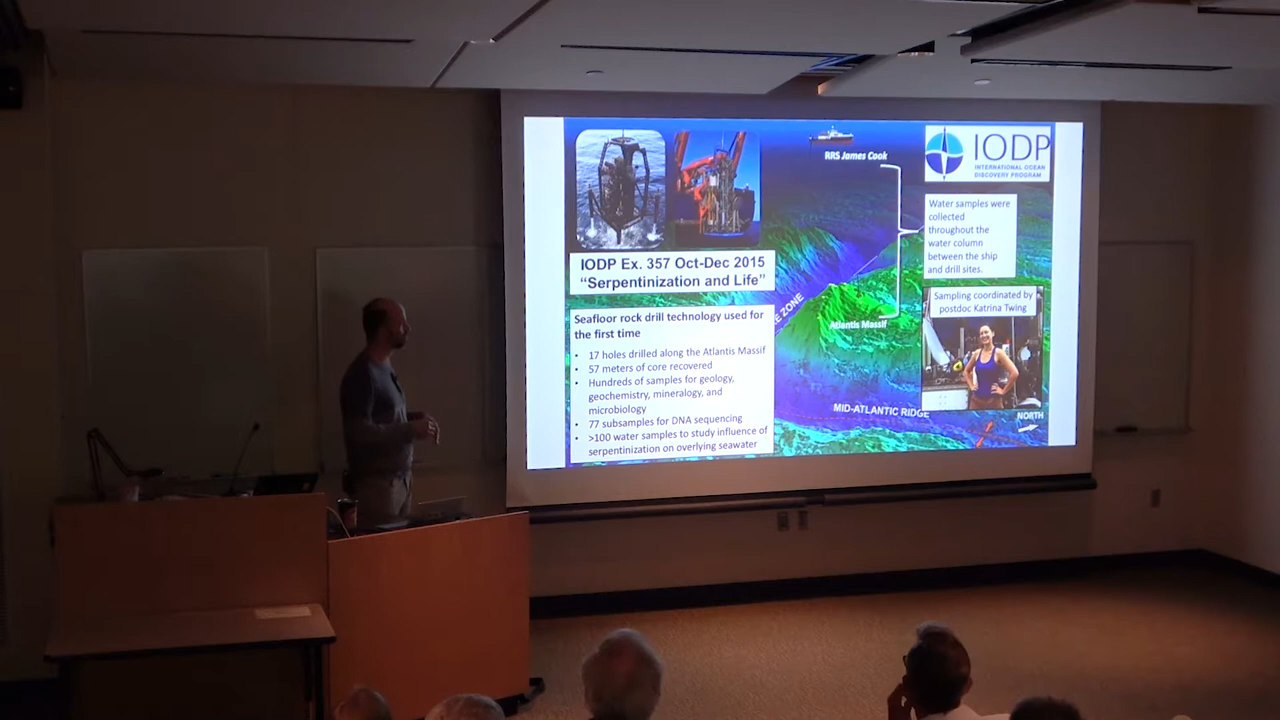 RRS James Cook
IODP
INTERNATIONAL OCEAN
DISCOVERY PROGRAM
Water samples were
collected
throughout the
water column
between the ship
and drill sites.
IODP Ex. 357 Oct-Dec 2015
“Serpentinization and Life”
Seafloor rock drill technology used for
the first time
• 17 holes drilled along the Atlantis Massif
• 57 meters of core recovered
• Hundreds of samples for geology,
geochemistry, mineralogy, and
microbiology
• 77 subsamples for DNA sequencing
• >100 water samples to study influence of
serpentinization on overlying seawater
ZONE
Atlantis Massif
Sampling coordinated by
postdoc Katrina Twing
MID-ATLANTIC RIDGE
NORTH